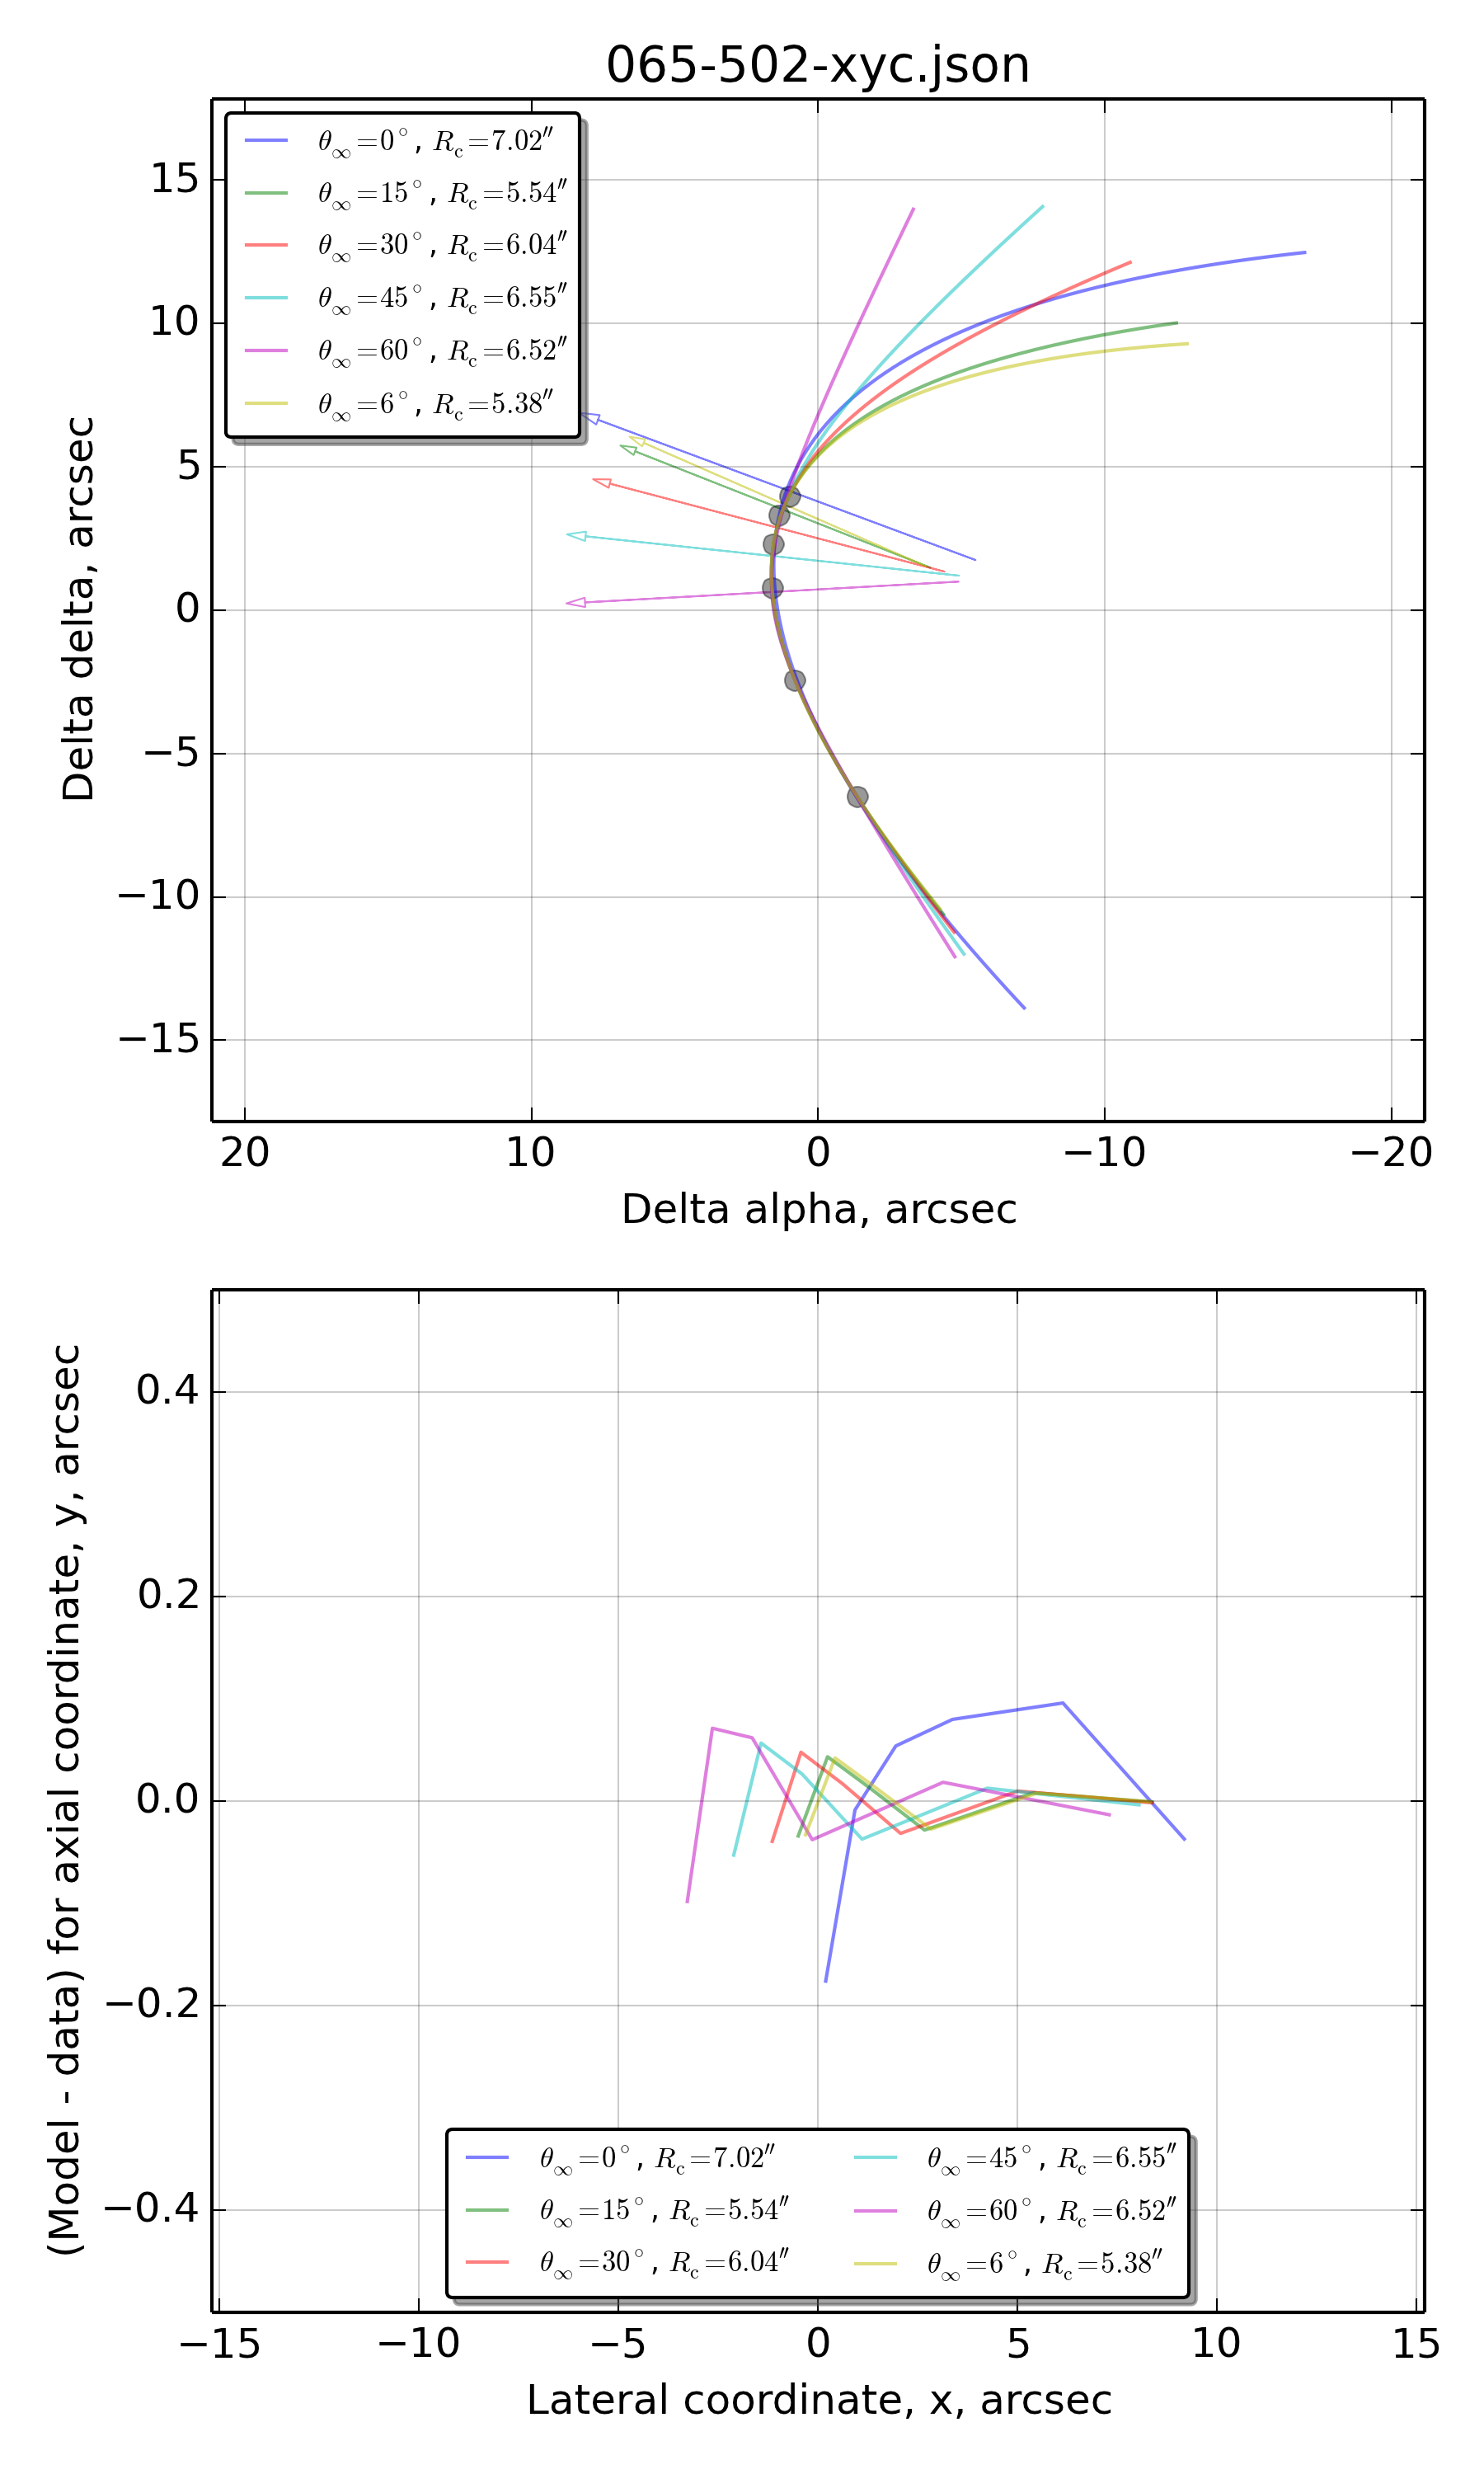 065-502-xyc.json
θ∞=0°, Rc=7.02″
θ∞=15°, Rc=5.54″
θ∞=30°, Rc=6.04″
θ∞=45°, Rc=6.55″
θ∞=60°, Rc=6.52″
θ∞=6°, Rc=5.38″
15
10
5
0
−5
−10
−15
Delta delta, arcsec
20 10 0 −10 −20
Delta alpha, arcsec
0.4
0.2
0.0
−0.2
−0.4
(Model - data) for axial coordinate, y, arcsec
θ∞=0°, Rc=7.02″ θ∞=45°, Rc=6.55″
θ∞=15°, Rc=5.54″ θ∞=60°, Rc=6.52″
θ∞=30°, Rc=6.04″ θ∞=6°, Rc=5.38″
−15 −10 −5 0 5 10 15
Lateral coordinate, x, arcsec